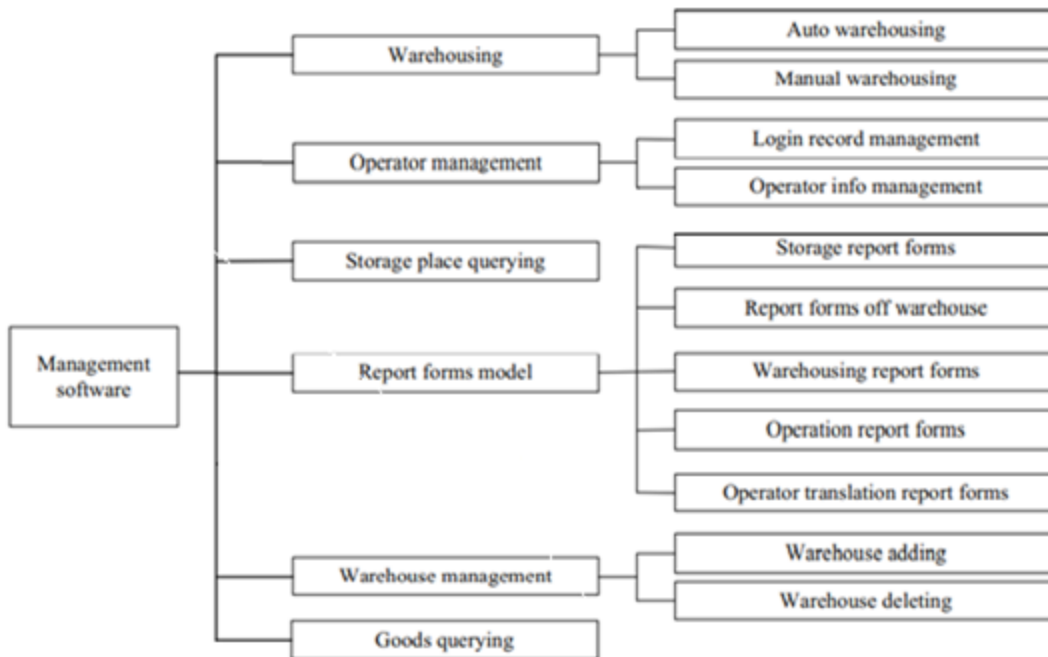 Warehousing
Auto warehousing
Manual warehousing
Operator management
Login record management
Operator info management
Storage place querying
Management
software
Report forms model
Storage report forms
Report forms off warehouse
Warehousing report forms
Operation report forms
Operator translation report forms
Warehouse management
Warehouse adding
Warehouse deleting
Goods querying